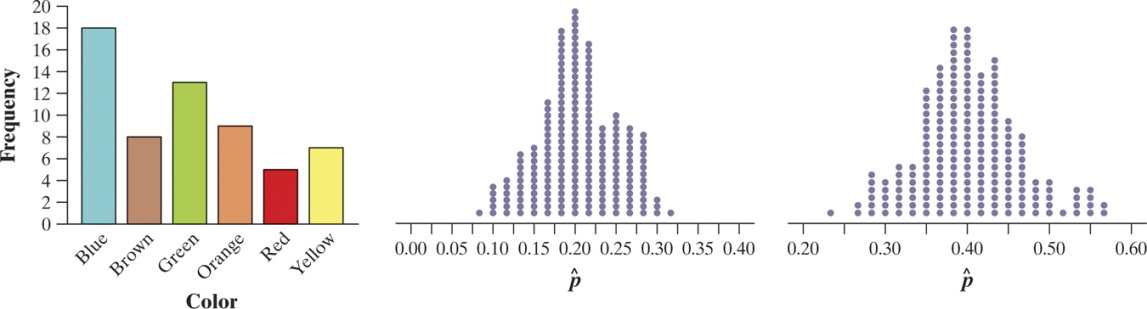 20
18
16
14
12
10
8
6
4
2
0
Frequency
Blue
Brown
Green
Orange
Red
Yellow
Color
0.00 0.05 0.10 0.15 0.20 0.25 0.30 0.35 0.40
p̂
0.20 0.30 0.40 0.50 0.60
p̂